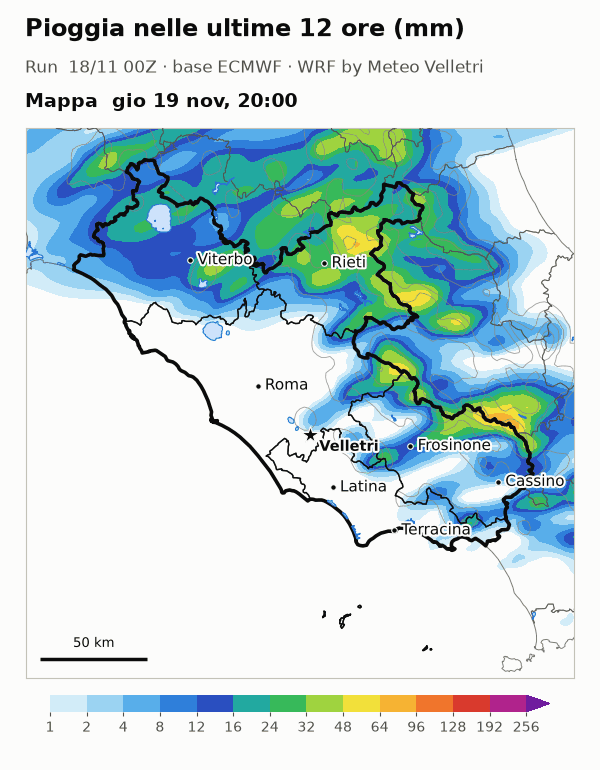 Pioggia nelle ultime 12 ore (mm)
Run  18/11 00Z · base ECMWF · WRF by Meteo Velletri
Mappa  gio 19 nov, 20:00
Viterbo
Rieti
Roma
Velletri
Frosinone
Cassino
Latina
Terracina
50 km
1 2 4 8 12 16 24 32 48 64 96 128 192 256